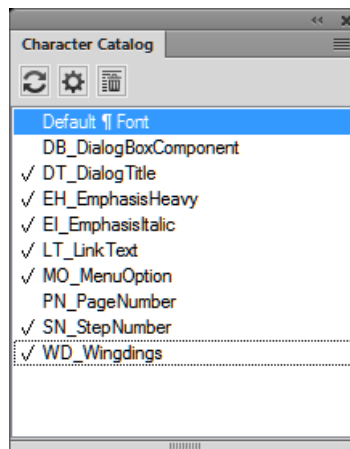 Character Catalog
Default ¶ Font
DB_DialogBoxComponent
✓ DT_DialogTitle
✓ EH_EmphasisHeavy
✓ EI_EmphasisItalic
✓ LT_LinkText
✓ MO_MenuOption
PN_PageNumber
✓ SN_StepNumber
✓ WD_Wingdings